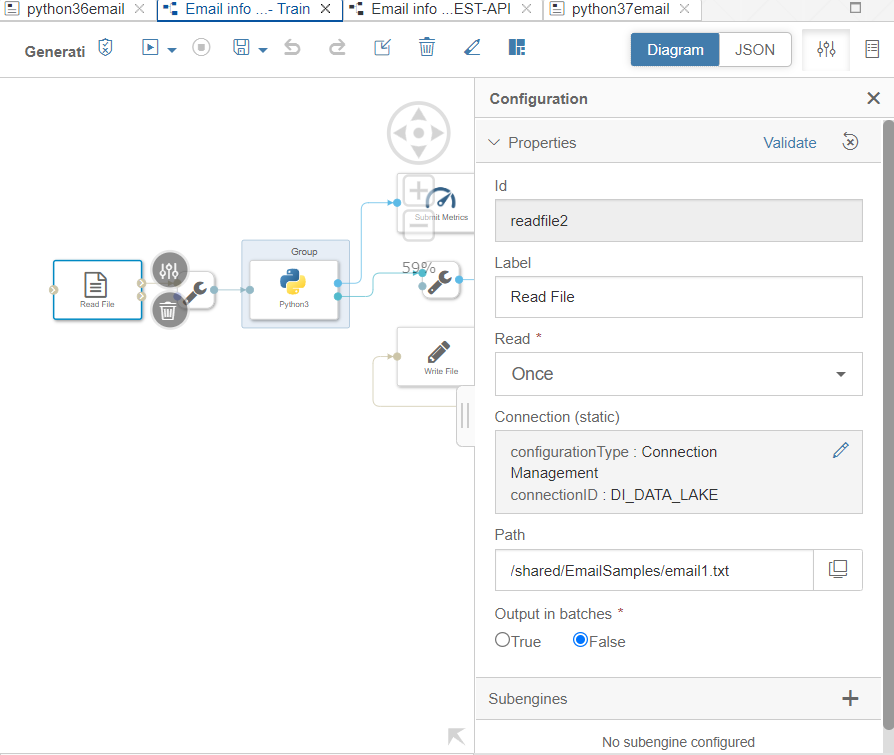 python36email
Email info ...- Train
Email info ...EST-API
python37email
Generati
Diagram
JSON
Configuration
Properties
Validate
Id
readfile2
Label
Read File
Read *
Once
Connection (static)
configurationType : Connection
Management
connectionID : DI_DATA_LAKE
Path
/shared/EmailSamples/email1.txt
Output in batches *
True
False
Subengines
No subengine configured
Submit Metrics
Group
59%
Read File
Python3
Write File